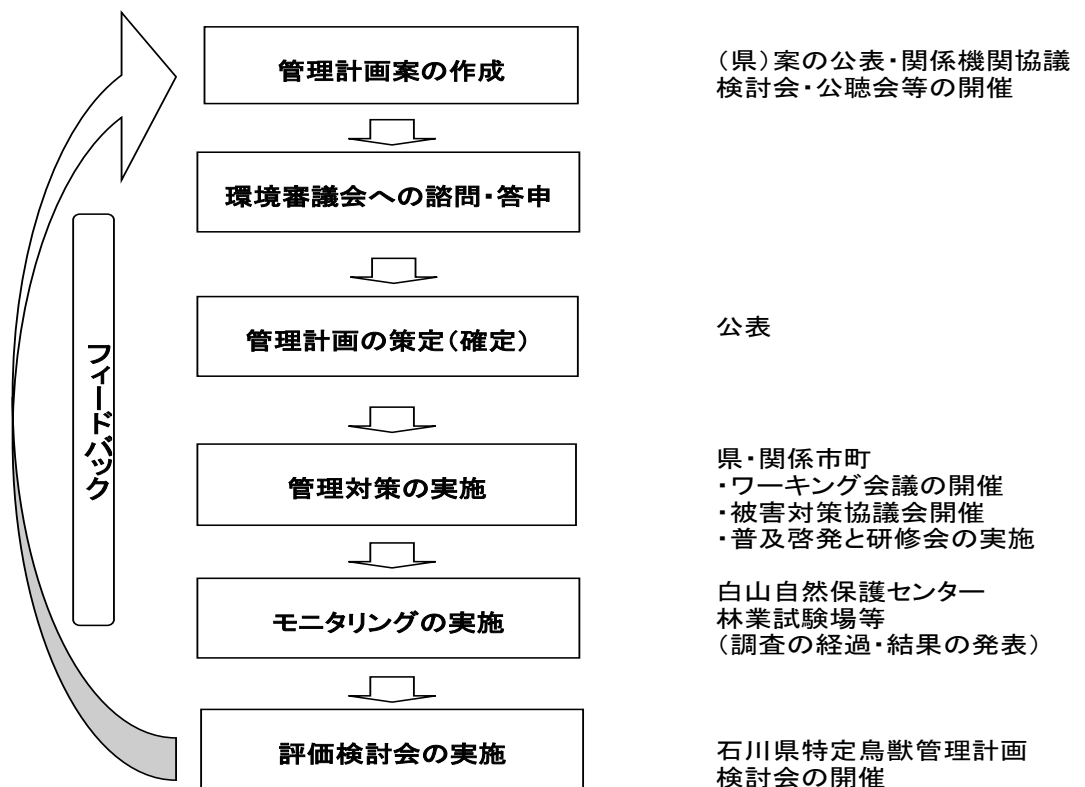 管理計画案の作成
(県)案の公表・関係機関協議
検討会・公聴会等の開催
環境審議会への諮問・答申
管理計画の策定(確定)
公表
フィードバック
管理対策の実施
県・関係市町
・ワーキング会議の開催
・被害対策協議会開催
・普及啓発と研修会の実施
モニタリングの実施
白山自然保護センター
林業試験場等
(調査の経過・結果の発表)
評価検討会の実施
石川県特定鳥獣管理計画
検討会の開催